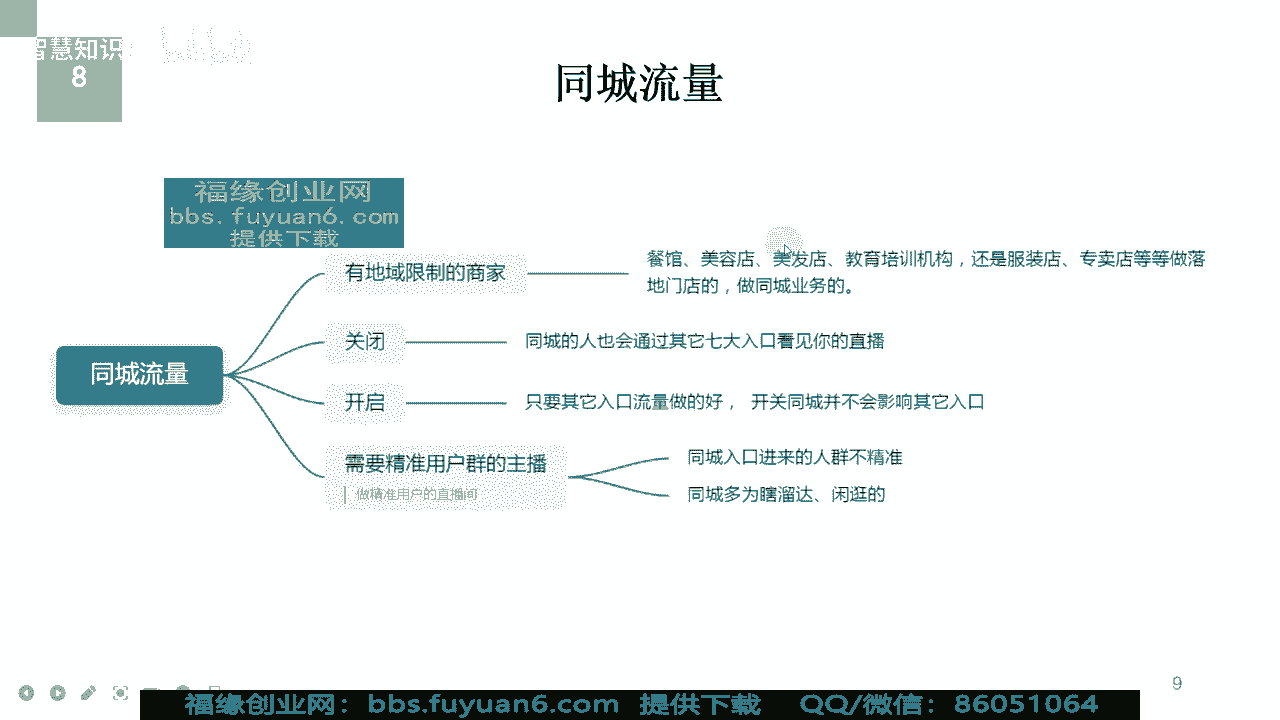 智慧知识
8
同城流量
福缘创业网
bbs.fuyuan6.com
提供下载
有地域限制的商家
餐馆、美容店、美发店、教育培训机构，还是服装店、专卖店等等做落
地门店的，做同城业务的。
同城流量
关闭
同城的人也会通过其它七大入口看见你的直播
开启
只要其它入口流量做的好， 开关同城并不会影响其它入口
需要精准用户群的主播
做精准用户的直播间
同城入口进来的人群不精准
同城多为瞎溜达、闲逛的
9
福缘创业网：bbs.fuyuan6.com 提供下载 QQ/微信：86051064